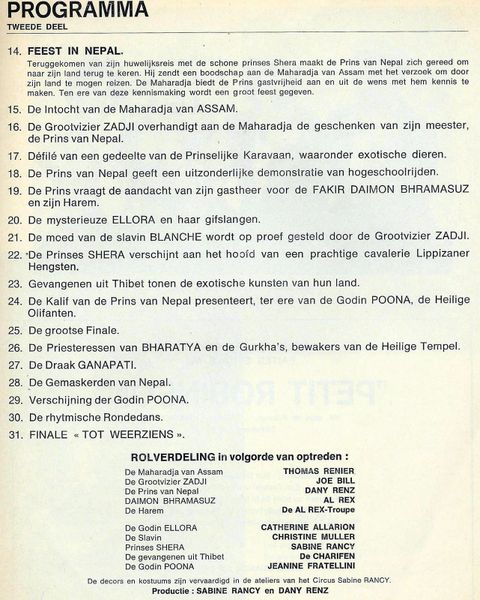 PROGRAMMA
TWEEDE DEEL
14. FEEST IN NEPAL.
Teruggekomen van zijn huwelijksreis met de schone prinses Shera maakt de Prins van Nepal zich gereed om
naar zijn land terug te keren. Hij zendt een boodschap aan de Maharadja van Assam met het verzoek om door
zijn land te mogen reizen. De Maharadja biedt de Prins gastvrijheid aan en uit de wens met hem kennis te
maken. Ten ere van deze kennismaking wordt een groot feest gegeven.
15. De Intocht van de Maharadja van ASSAM.
16. De Grootvizier ZADJI overhandigt aan de Maharadja de geschenken van zijn meester,
de Prins van Nepal.
17. Défilé van een gedeelte van de Prinselijke Karavaan, waaronder exotische dieren.
18. De Prins van Nepal geeft een uitzonderlijke demonstratie van hogeschoolrijden.
19. De Prins vraagt de aandacht van zijn gastheer voor de FAKIR DAIMON BHRAMASUZ
en zijn Harem.
20. De mysterieuze ELLORA en haar gifslangen.
21. De moed van de slavin BLANCHE wordt op proef gesteld door de Grootvizier ZADJI.
22. De Prinses SHERA verschijnt aan het hoofd van een prachtige cavalerie Lippizaner
Hengsten.
23. Gevangenen uit Thibet tonen de exotische kunsten van hun land.
24. De Kalif van de Prins van Nepal presenteert, ter ere van de Godin POONA, de Heilige
Olifanten.
25. De grootse Finale.
26. De Priesteressen van BHARATYA en de Gurkha's, bewakers van de Heilige Tempel.
27. De Draak GANAPATI.
28. De Gemaskerden van Nepal.
29. Verschijning der Godin POONA.
30. De rhytmische Rondedans.
31. FINALE « TOT WEERZIENS ».
ROLVERDELING in volgorde van optreden :
De Maharadja van Assam THOMAS RENIER
De Grootvizier ZADJI JOE BILL
De Prins van Nepal DANY RENZ
DAIMON BHRAMASUZ AL REX
De Harem De AL REX-Troupe
De Godin ELLORA CATHERINE ALLARION
De Slavin CHRISTINE MULLER
Prinses SHERA SABINE RANCY
De gevangenen uit Thibet De CHARIFEN
De Godin POONA JEANINE FRATELLINI
De decors en kostuums zijn vervaardigd in de ateliers van het Circus Sabine RANCY.
Productie : SABINE RANCY en DANY RENZ